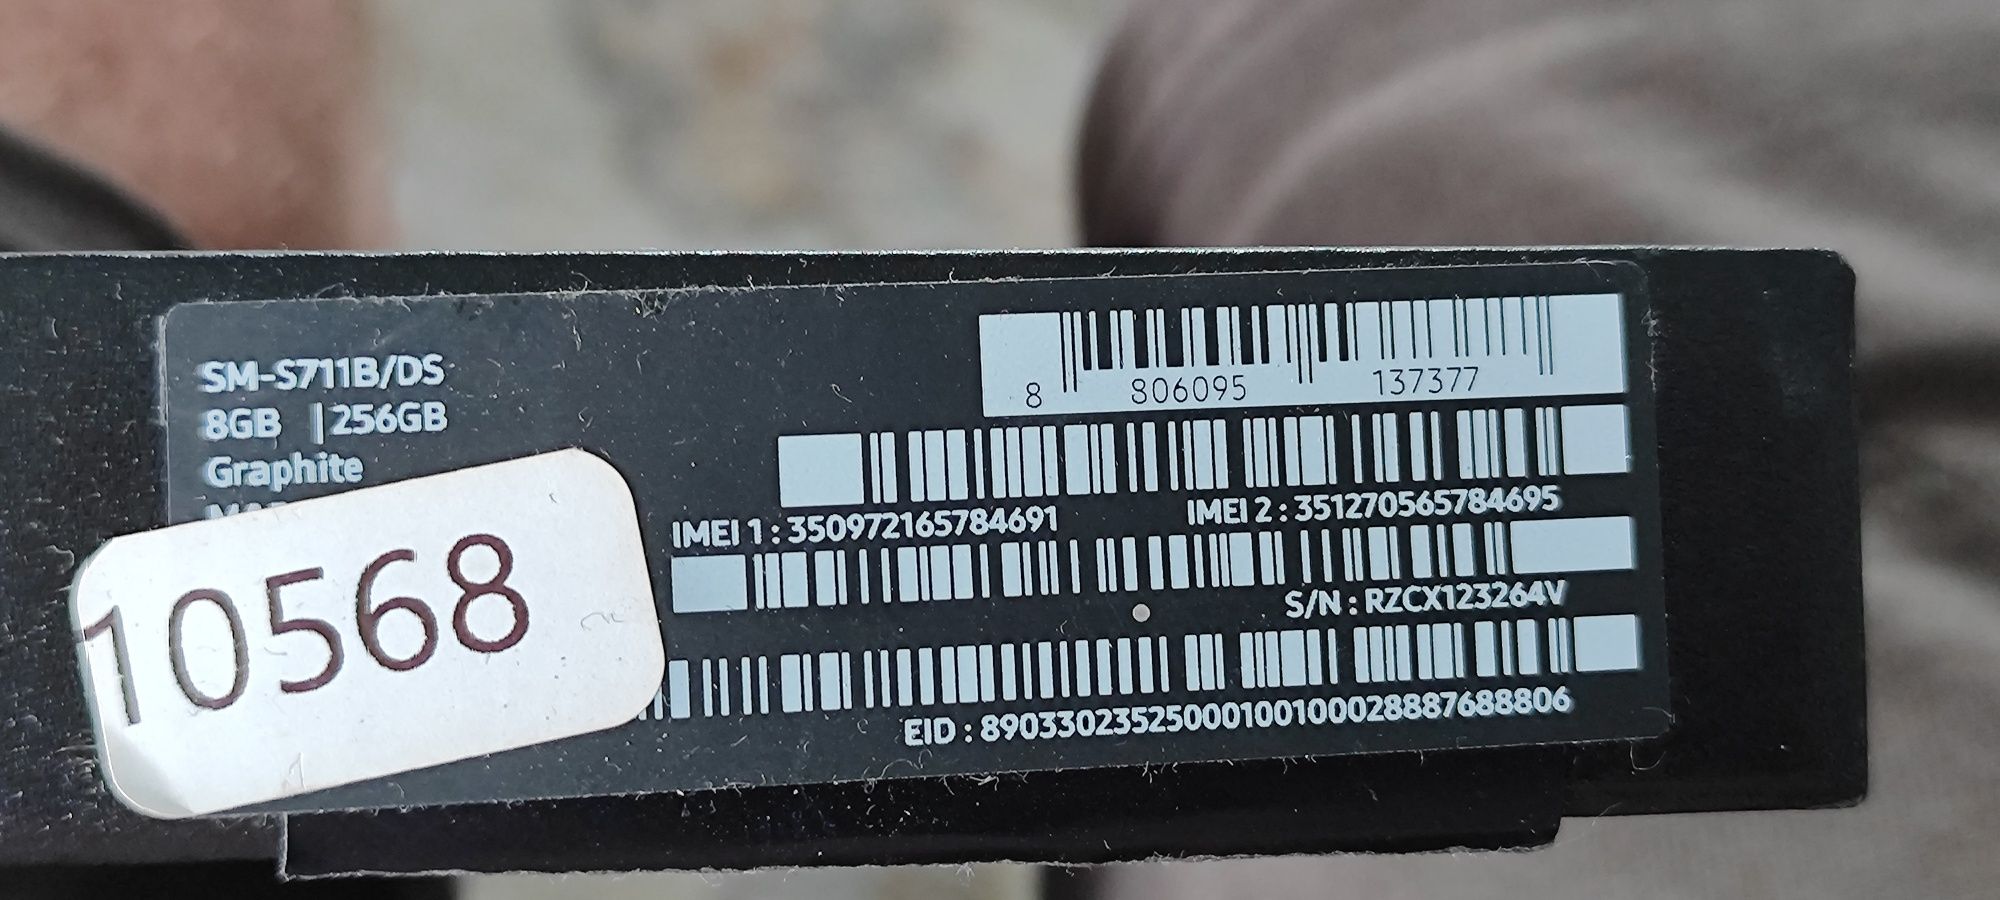 SM-S711B/DS
8GB | 256GB
Graphite
10568
8 806095 137377
IMEI 1 : 350972165784691
IMEI 2 : 351270565784695
S/N : RZCX123264V
EID : 89033023525000100100028887688806